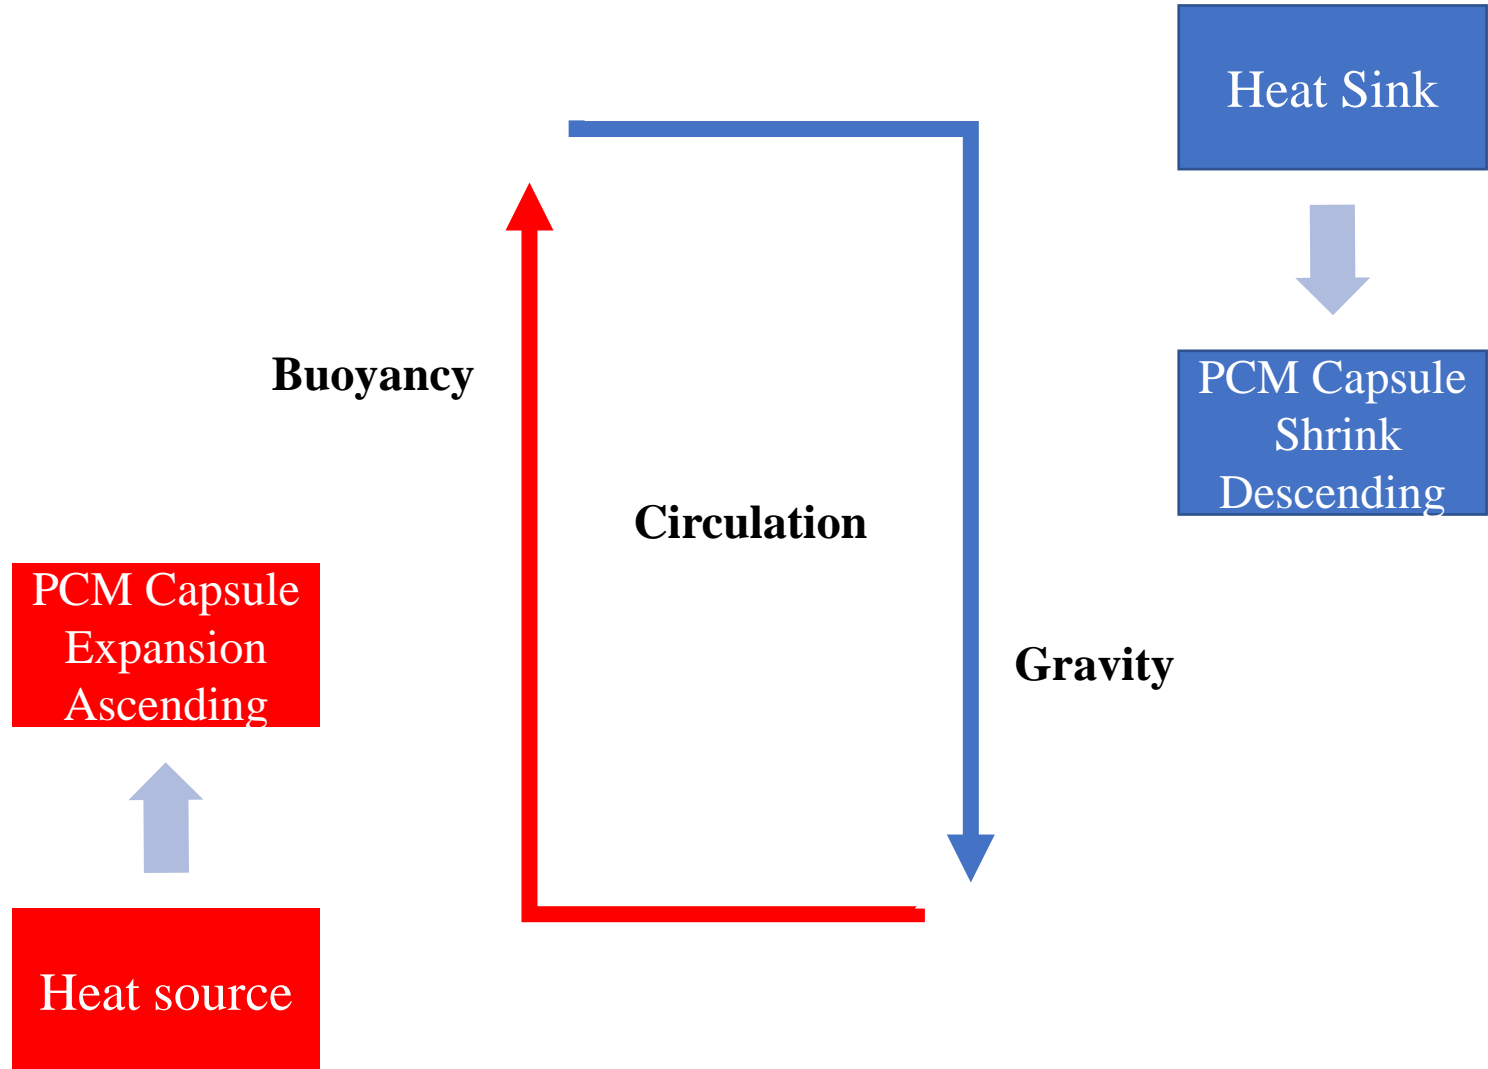 Heat Sink
Buoyancy
PCM Capsule
Shrink
Descending
Circulation
PCM Capsule
Expansion
Ascending
Gravity
Heat source